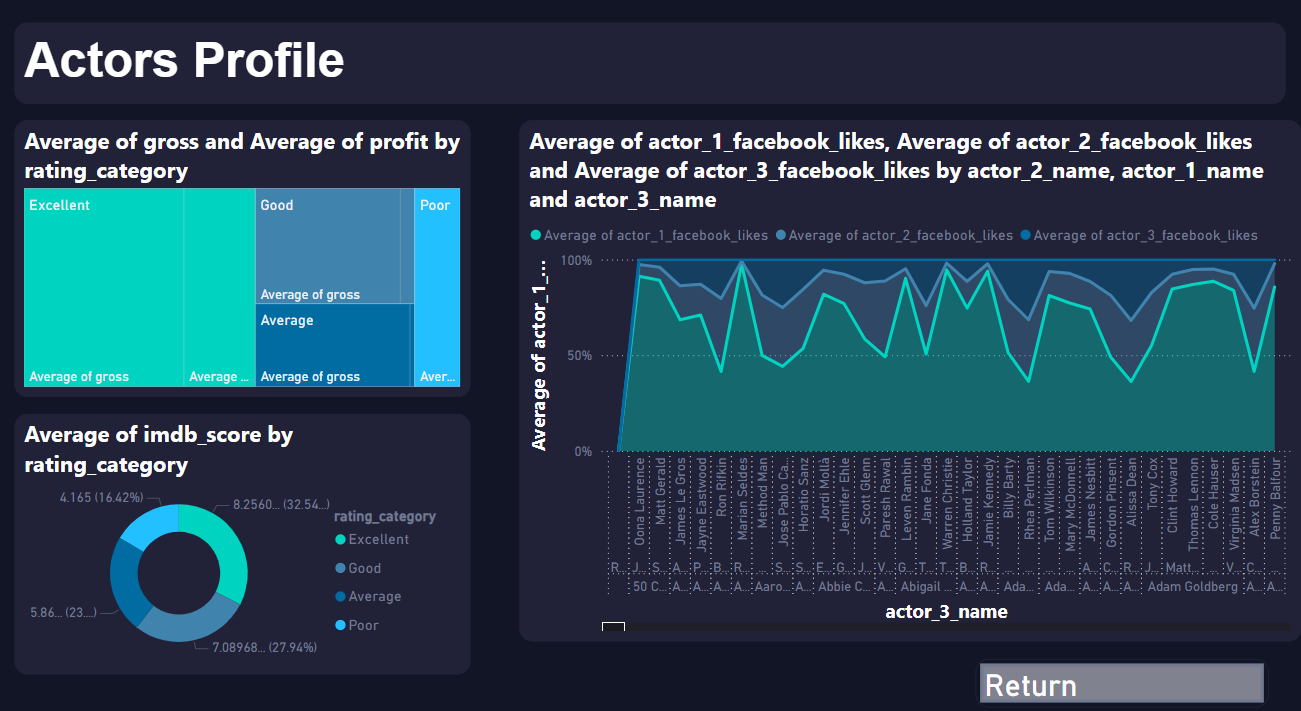 Actors Profile
Average of gross and Average of profit by
rating_category
Excellent
Good
Poor
Average of gross
Average
Average of gross
Average ...
Average of gross
Aver...
Average of imdb_score by
rating_category
4.165 (16.42%)
8.2560... (32.54...)
5.86... (23....)
7.08968... (27.94%)
rating_category
Excellent
Good
Average
Poor
Average of actor_1_facebook_likes, Average of actor_2_facebook_likes
and Average of actor_3_facebook_likes by actor_2_name, actor_1_name
and actor_3_name
Average of actor_1_facebook_likes
Average of actor_2_facebook_likes
Average of actor_3_facebook_likes
Average of actor_1_...
100%
50%
0%
Oona Laurence
Matt Gerald
James Le Gros
Jayne Eastwood
Ron Rifkin
Marian Seldes
Method Man
Jose Pablo Ca...
Horatio Sanz
Jordi Mollà
Jennifer Ehle
Scott Glenn
Paresh Rawal
Leven Rambin
Jane Fonda
Warren Christie
Holland Taylor
Jamie Kennedy
Billy Barty
Rhea Perlman
Tom Wilkinson
Mary McDonnell
James Nesbitt
Gordon Pinsent
Alissa Dean
Tony Cox
Clint Howard
Thomas Lennon
Cole Hauser
Virginia Madsen
Alex Borstein
Penny Balfour
R... J... S... A... P... B... R... ... S... S... E... G... J... V... G... T... T... B... R... ... ... ... ... A... C... R... J... Matt... ... V... C... ...
50 C... A... A... A... A... Aaro... A... Abbie C... A... Abigail ... A... A... Ada... Ada... A... A... A... Adam Goldberg A... A...
actor_3_name
Return